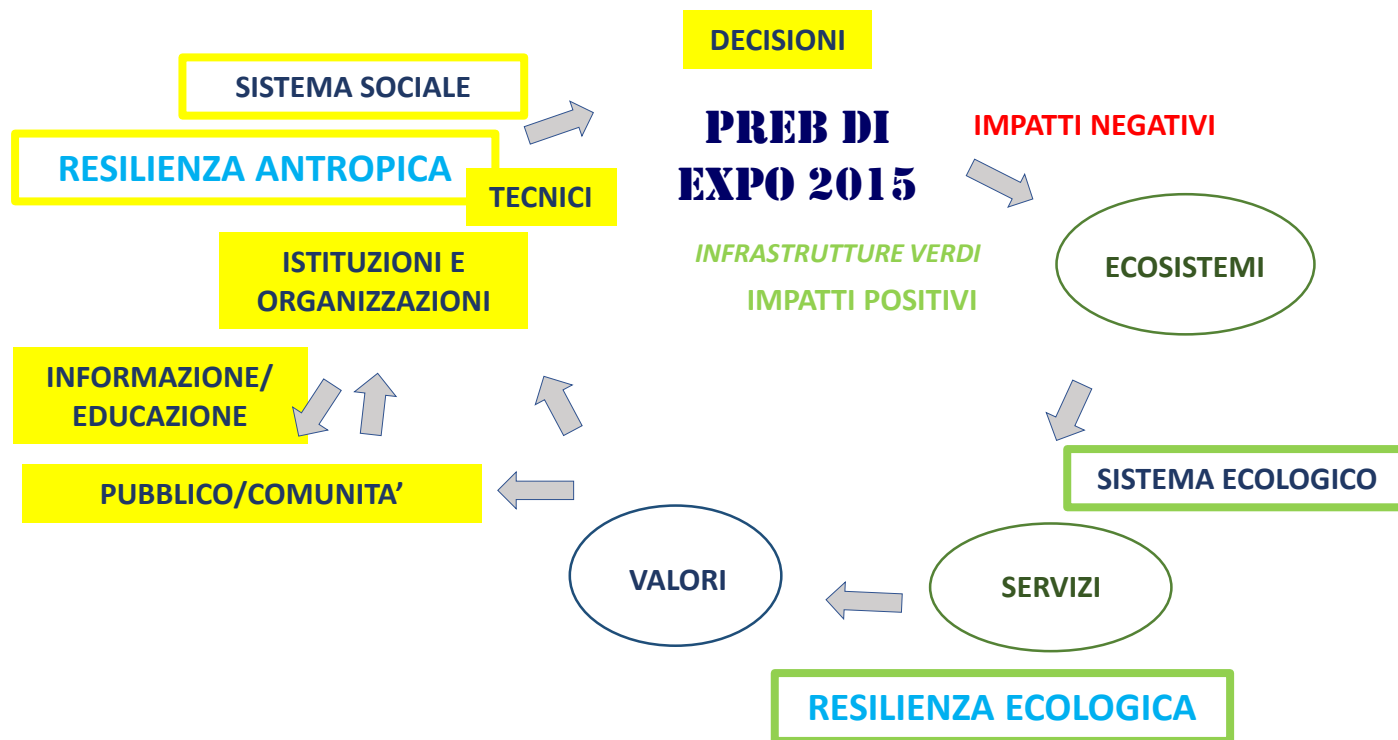 DECISIONI
SISTEMA SOCIALE
PREB DI
EXPO 2015
IMPATTI NEGATIVI
RESILIENZA ANTROPICA
TECNICI
INFRASTRUTTURE VERDI
IMPATTI POSITIVI
ISTITUZIONI E
ORGANIZZAZIONI
ECOSISTEMI
INFORMAZIONE/
EDUCAZIONE
PUBBLICO/COMUNITA’
SISTEMA ECOLOGICO
VALORI
SERVIZI
RESILIENZA ECOLOGICA